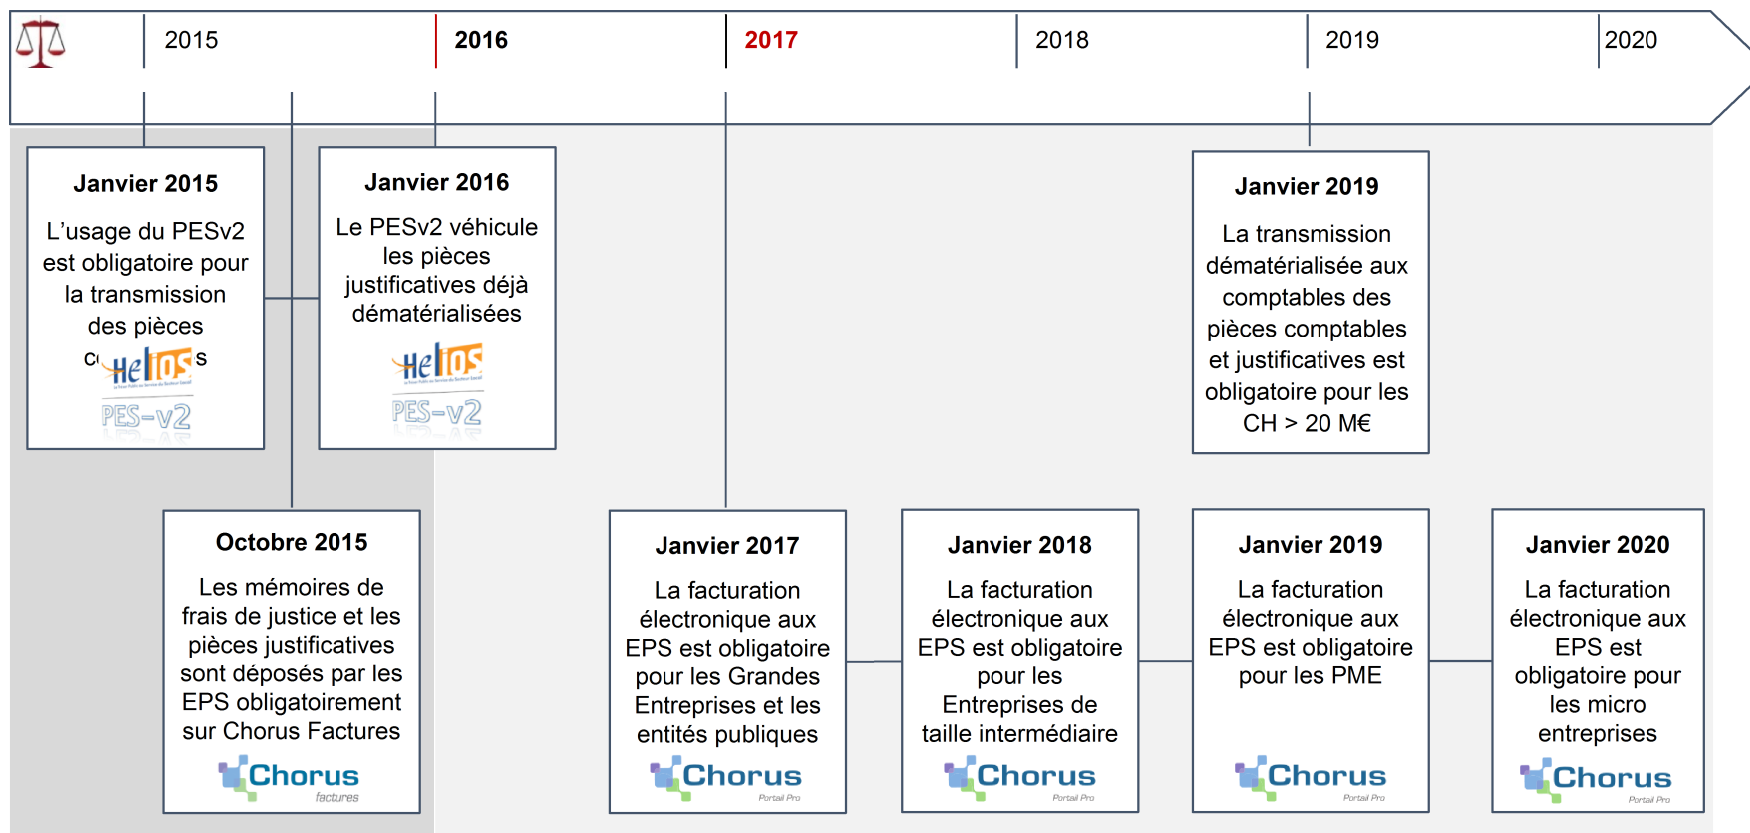 2015
2016
2017
2018
2019
2020
Janvier 2015
L’usage du PESv2
est obligatoire pour
la transmission
des pièces
Helios
PES-v2
Janvier 2016
Le PESv2 véhicule
les pièces
justificatives déjà
dématérialisées
Helios
PES-v2
Janvier 2019
La transmission
dématérialisée aux
comptables des
pièces comptables
et justificatives est
obligatoire pour les
CH > 20 M€
Octobre 2015
Les mémoires de
frais de justice et les
pièces justificatives
sont déposés par les
EPS obligatoirement
sur Chorus Factures
Chorus
factures
Janvier 2017
La facturation
électronique aux
EPS est obligatoire
pour les Grandes
Entreprises et les
entités publiques
Chorus
Portail Pro
Janvier 2018
La facturation
électronique aux
EPS est obligatoire
pour les
Entreprises de
taille intermédiaire
Chorus
Portail Pro
Janvier 2019
La facturation
électronique aux
EPS est obligatoire
pour les PME
Chorus
Portail Pro
Janvier 2020
La facturation
électronique aux
EPS est
obligatoire pour
les micro
entreprises
Chorus
Portail Pro